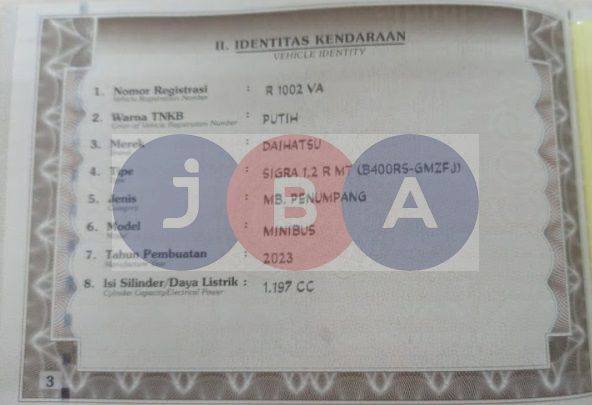 II. IDENTITAS KENDARAAN
VEHICLE IDENTITY
1. Nomor Registrasi : R 1002 VA
Vehicle Registration Number
2. Warna TNKB : PUTIH
Color of Vehicle Registration Number
3. Merek : DAIHATSU
4. Type : SIGRA 1.2 R MT (B400RS-GMZFJ)
5. Jenis : MB. PENUMPANG
Category
6. Model : MINIBUS
7. Tahun Pembuatan : 2023
Manufacture Year
8. Isi Silinder/Daya Listrik : 1.197 CC
Cylinder Capacity/Electrical Power
JBA
3